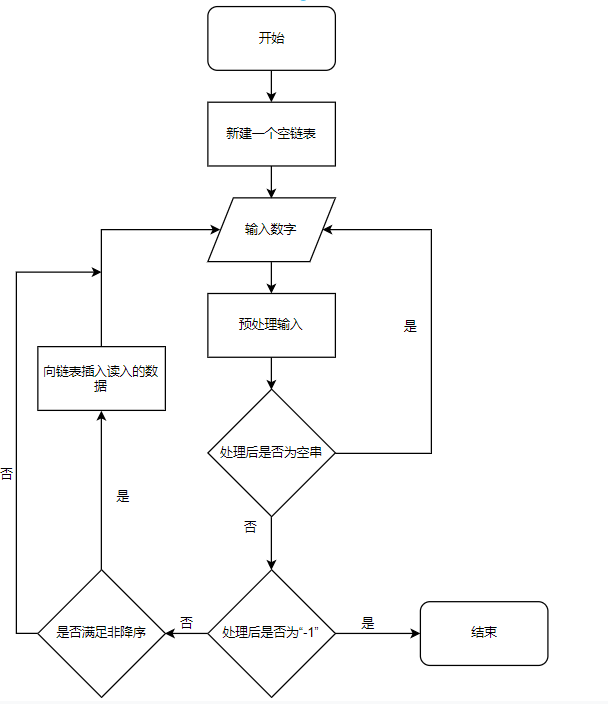 开始
新建一个空链表
输入数字
预处理输入
是
向链表插入读入的数
据
处理后是否为空串
否
是
否
是否满足非降序
否
处理后是否为“-1”
是
结束